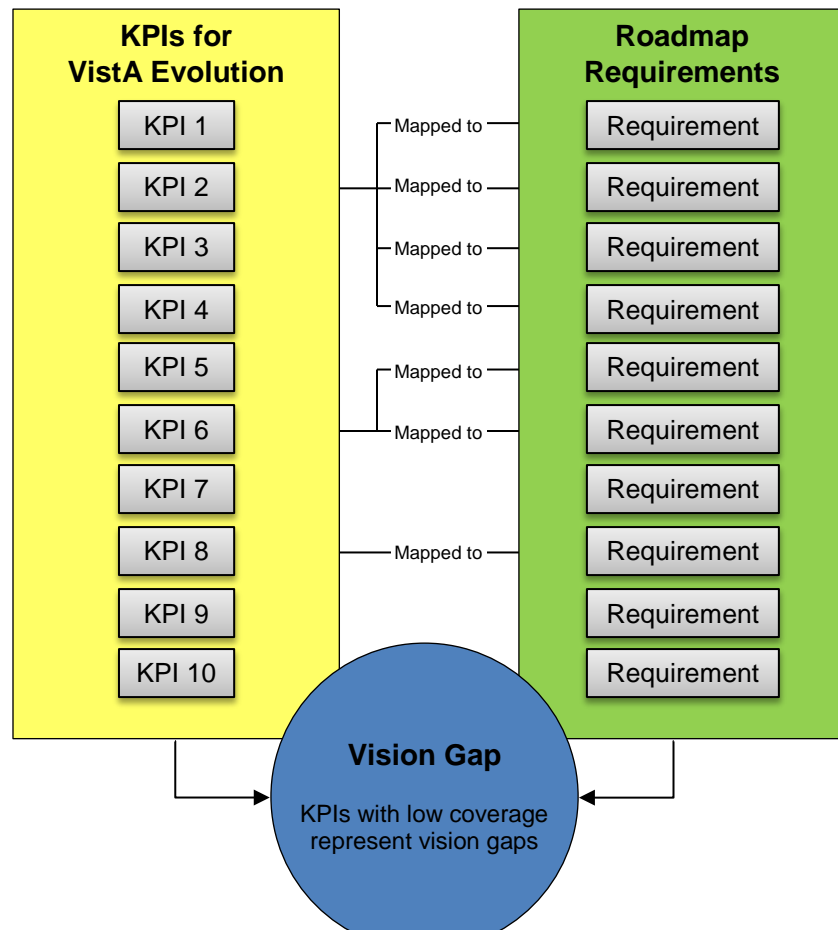 KPIs for
VistA Evolution
KPI 1
KPI 2
KPI 3
KPI 4
KPI 5
KPI 6
KPI 7
KPI 8
KPI 9
KPI 10
Mapped to
Mapped to
Mapped to
Mapped to
Mapped to
Mapped to
Mapped to
Roadmap
Requirements
Requirement
Requirement
Requirement
Requirement
Requirement
Requirement
Requirement
Requirement
Requirement
Requirement
Vision Gap
KPIs with low coverage
represent vision gaps